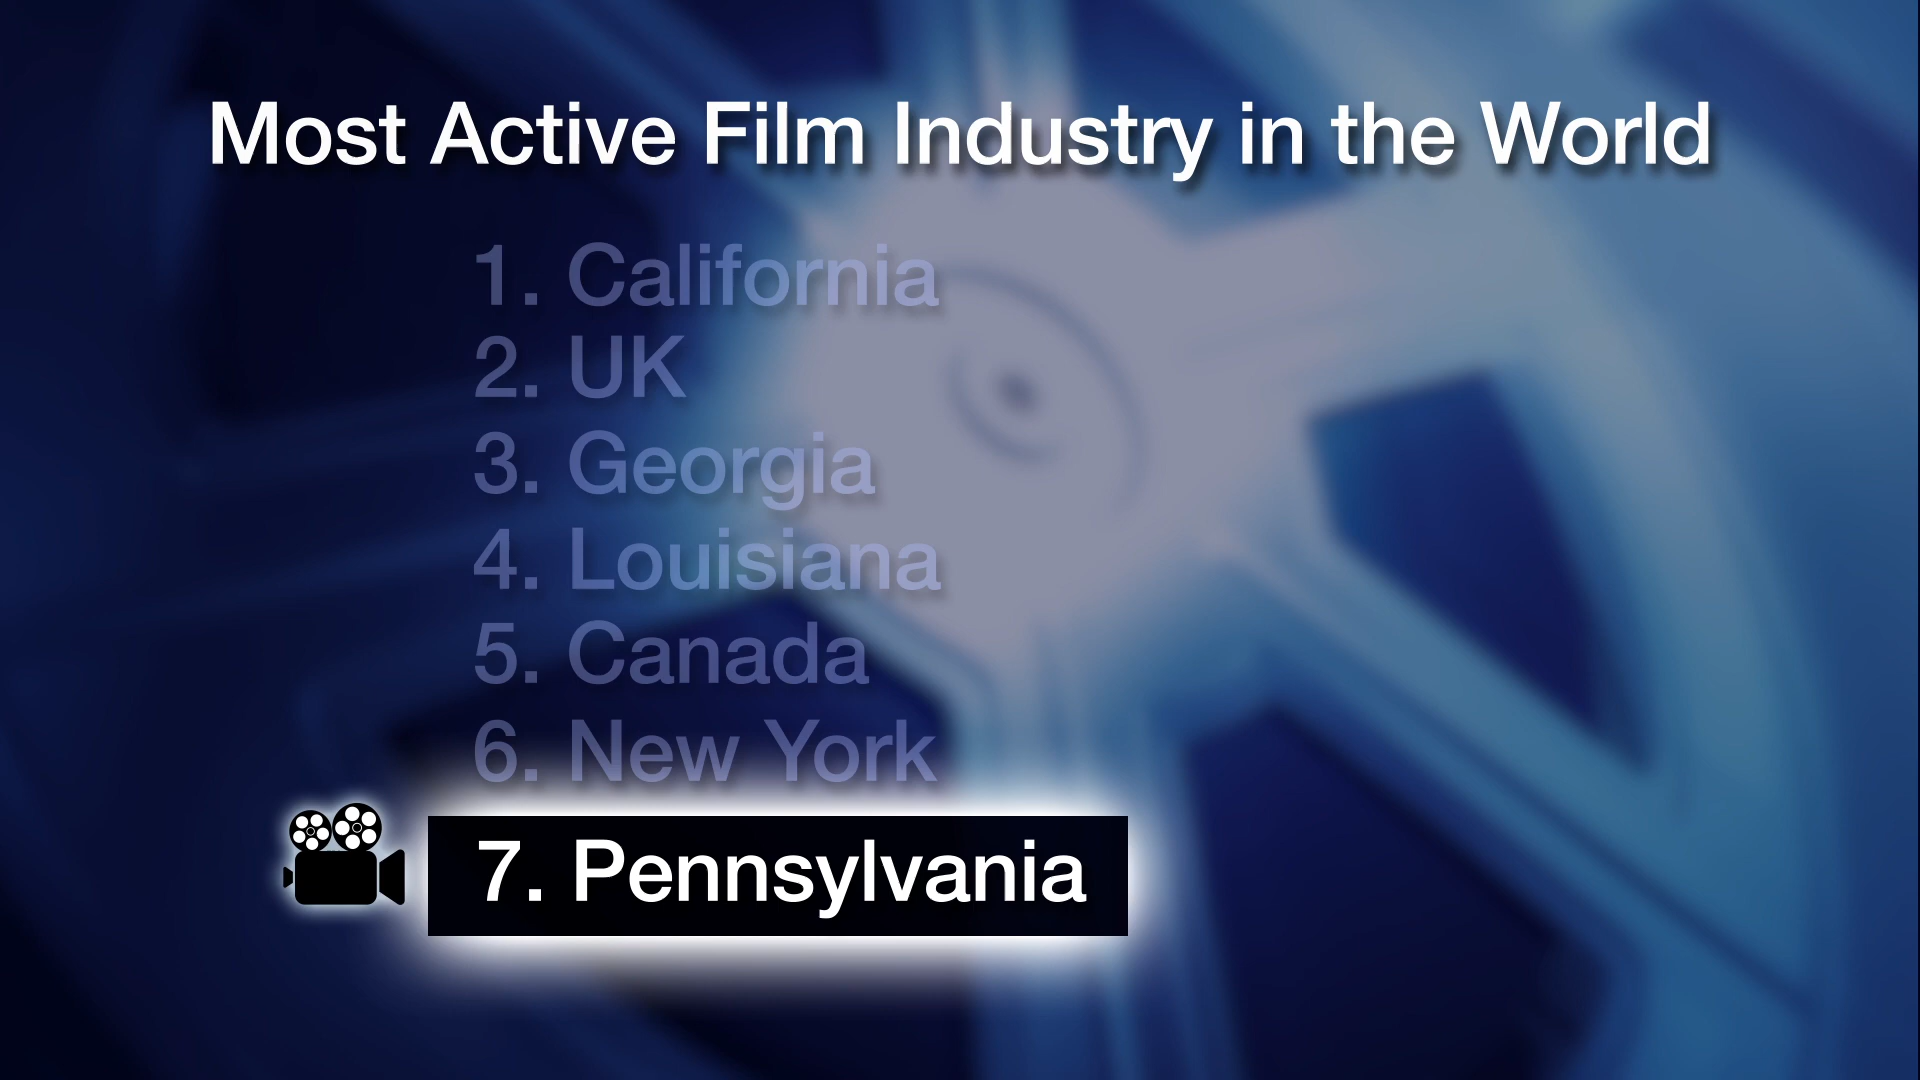 Most Active Film Industry in the World
1. California
2. UK
3. Georgia
4. Louisiana
5. Canada
6. New York
7. Pennsylvania